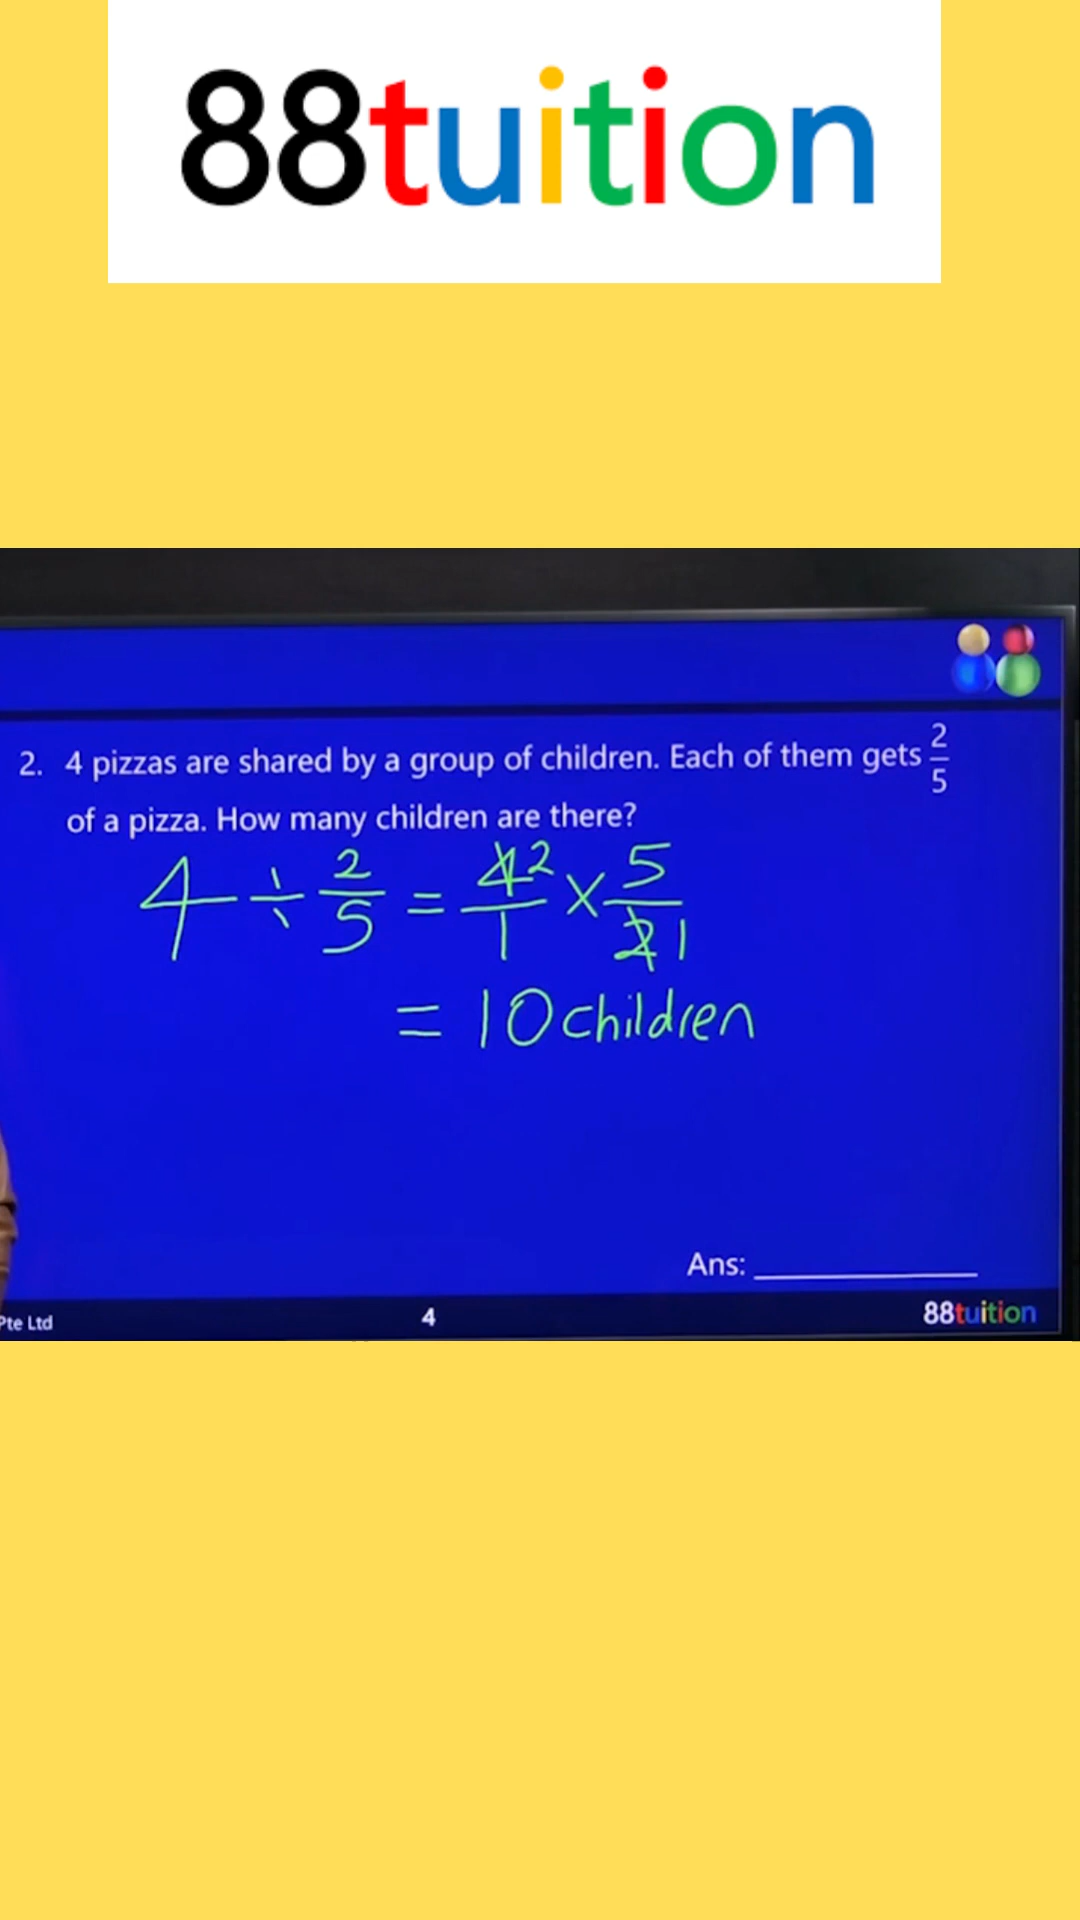 88tuition
2. 4 pizzas are shared by a group of children. Each of them gets 2/5
of a pizza. How many children are there?
4 ÷ 2/5 = 4 2/1 × 5/2 1
= 10 children
Ans: ____________
Pte Ltd 4 88tuition